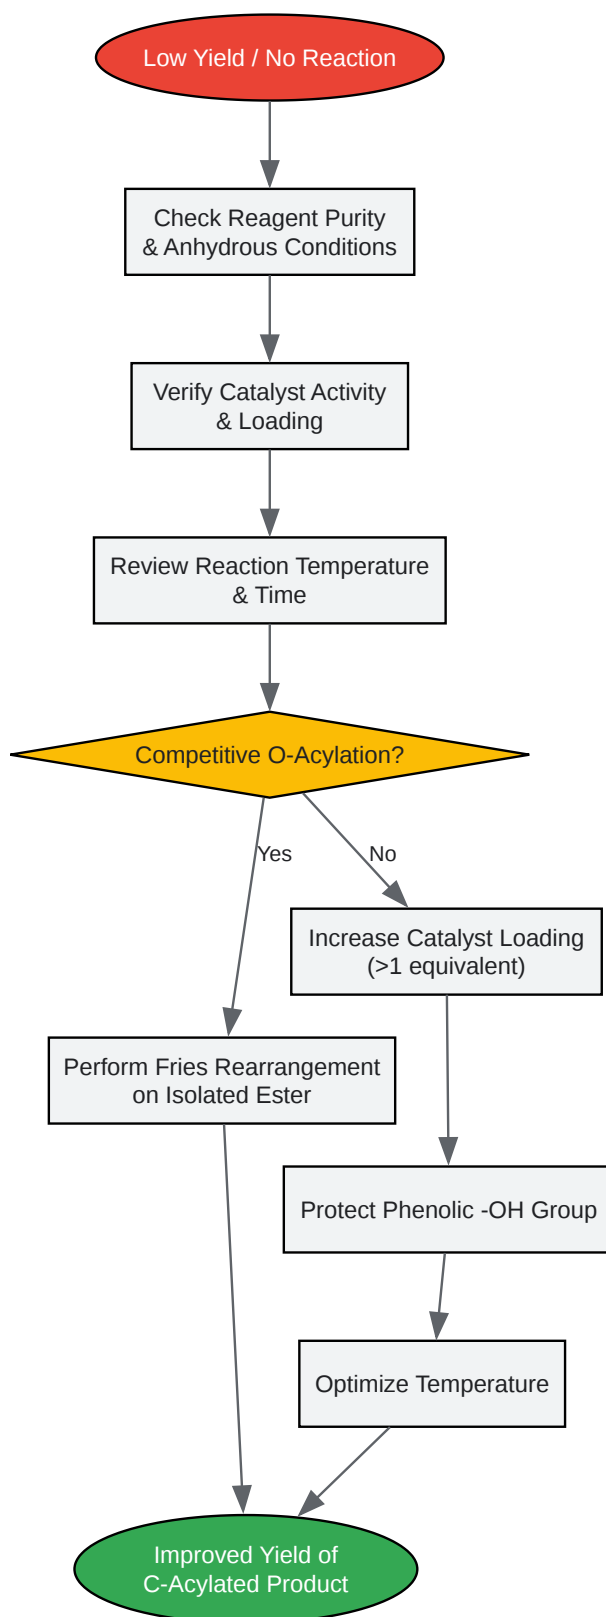 Low Yield / No Reaction
Check Reagent Purity
& Anhydrous Conditions
Verify Catalyst Activity
& Loading
Review Reaction Temperature
& Time
Competitive O-Acylation?
Yes
No
Increase Catalyst Loading
(>1 equivalent)
Perform Fries Rearrangement
on Isolated Ester
Protect Phenolic -OH Group
Optimize Temperature
Improved Yield of
C-Acylated Product